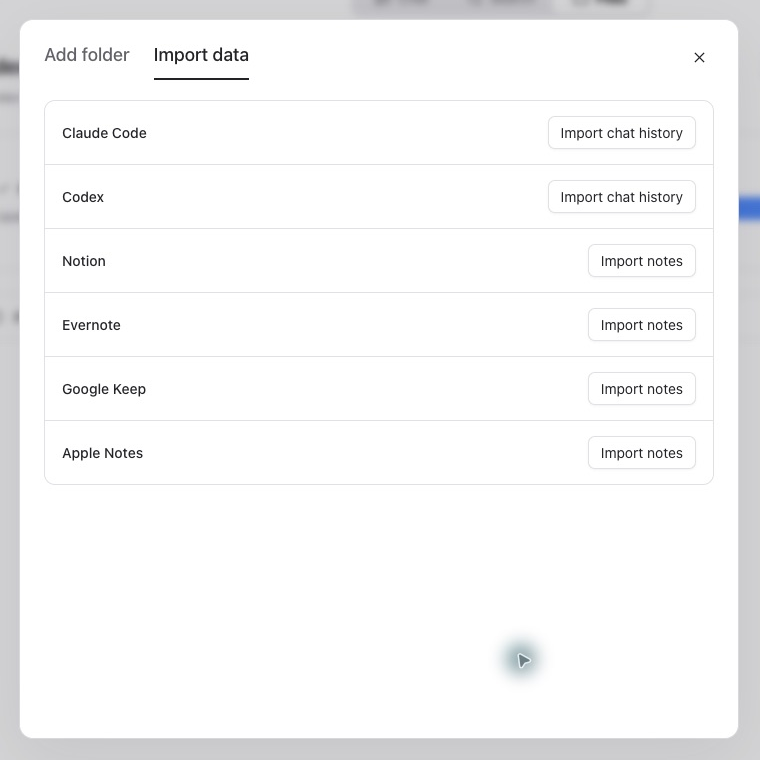 Add folder Import data
Claude Code Import chat history
Codex Import chat history
Notion Import notes
Evernote Import notes
Google Keep Import notes
Apple Notes Import notes